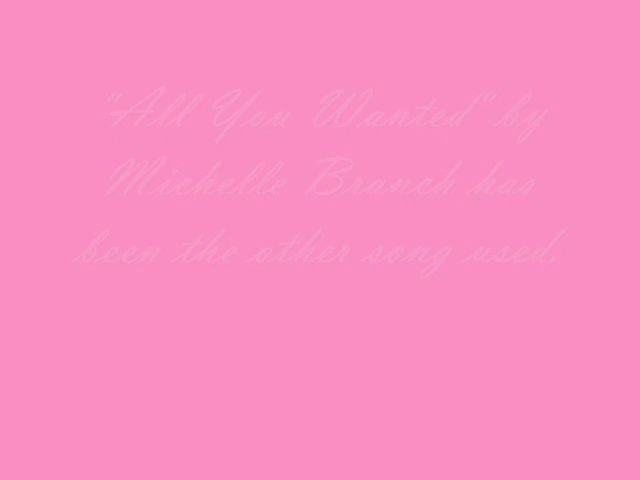 "All You Wanted" by
Michelle Branch has
been the other song used.